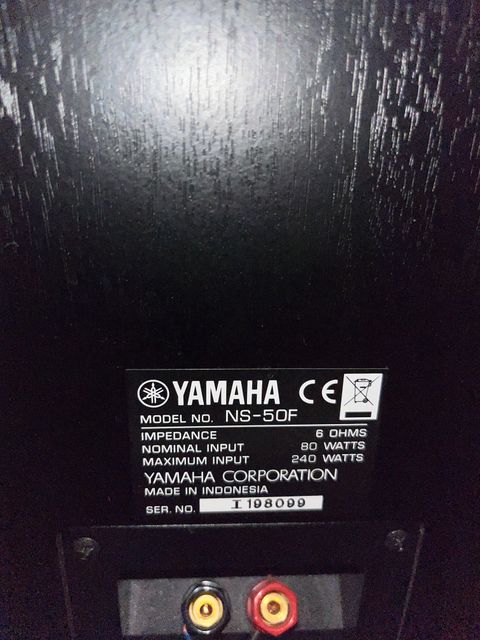 YAMAHA CE
MODEL NO. NS-50F
IMPEDANCE 6 OHMS
NOMINAL INPUT 80 WATTS
MAXIMUM INPUT 240 WATTS
YAMAHA CORPORATION
MADE IN INDONESIA
SER. NO. I 198099